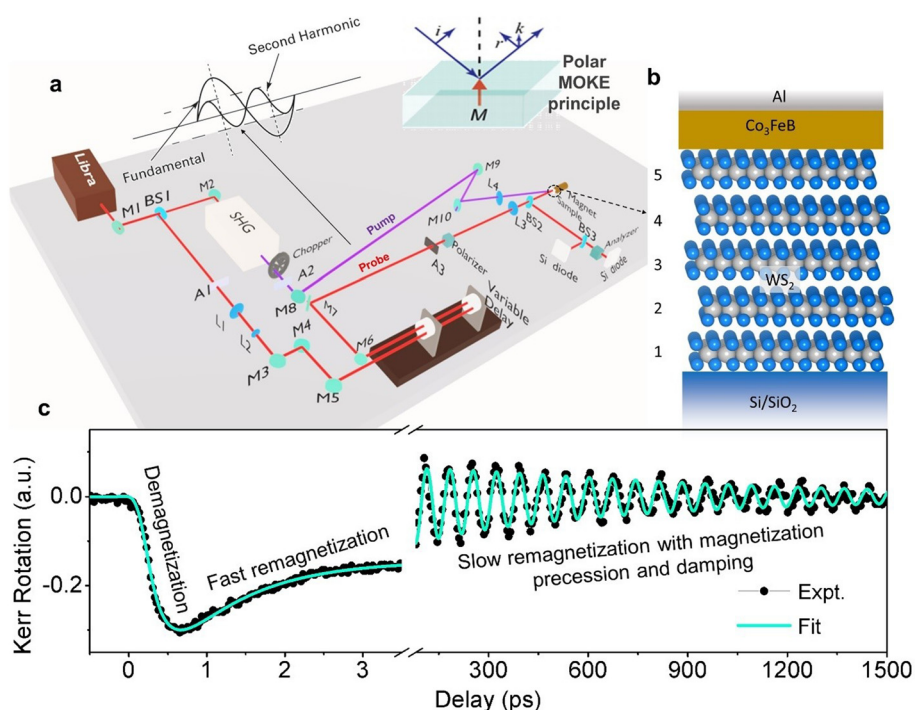 a
Second Harmonic
Fundamental
i
r
k
M
Polar
MOKE
principle
Libra
M1
BS1
M2
SHG
Chopper
A2
M8
Pump
Probe
M9
L4
M10
L3
BS2
Magnet
Sample
BS3
Analyzer
Si diode
Si diode
A3
Polarizer
A1
L1
L2
M3
M4
M5
M6
M7
Variable
Delay
b
Al
Co3FeB
5
4
3
WS2
2
1
Si/SiO2
c
Kerr Rotation (a.u.)
0.0
-0.2
Demagnetization
Fast remagnetization
Slow remagnetization with magnetization
precession and damping
Expt.
Fit
0 1 2 3 300 600 900 1200 1500
Delay (ps)